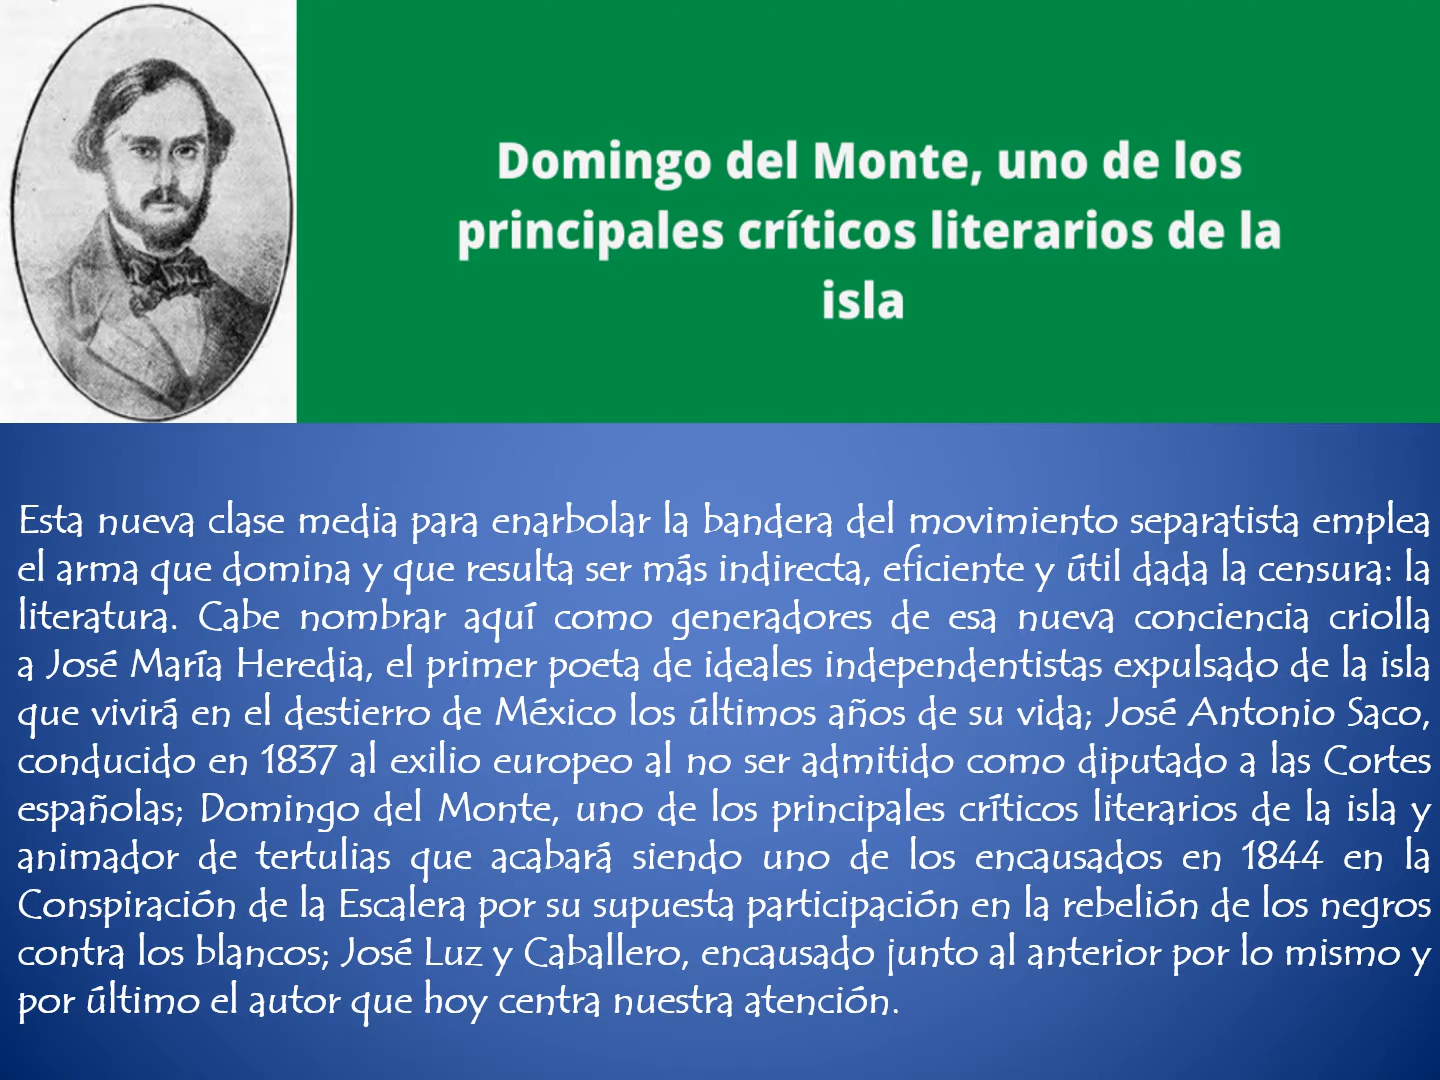 Domingo del Monte, uno de los
principales críticos literarios de la
isla
Esta nueva clase media para enarbolar la bandera del movimiento separatista emplea
el arma que domina y que resulta ser más indirecta, eficiente y útil dada la censura: la
literatura. Cabe nombrar aquí como generadores de esa nueva conciencia criolla
a José María Heredia, el primer poeta de ideales independentistas expulsado de la isla
que vivirá en el destierro de México los últimos años de su vida; José Antonio Saco,
conducido en 1837 al exilio europeo al no ser admitido como diputado a las Cortes
españolas; Domingo del Monte, uno de los principales críticos literarios de la isla y
animador de tertulias que acabará siendo uno de los encausados en 1844 en la
Conspiración de la Escalera por su supuesta participación en la rebelión de los negros
contra los blancos; José Luz y Caballero, encausado junto al anterior por lo mismo y
por último el autor que hoy centra nuestra atención.